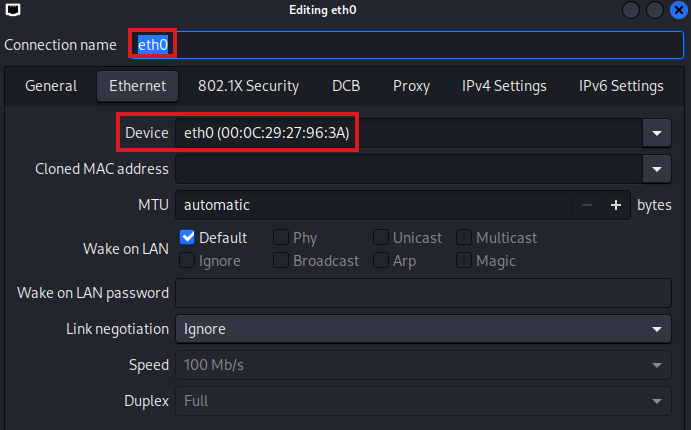 Editing eth0
Connection name eth0
General Ethernet 802.1X Security DCB Proxy IPv4 Settings IPv6 Settings
Device eth0 (00:0C:29:27:96:3A)
Cloned MAC address
MTU automatic − + bytes
Wake on LAN Default Phy Unicast Multicast
Ignore Broadcast Arp Magic
Wake on LAN password
Link negotiation Ignore
Speed 100 Mb/s
Duplex Full